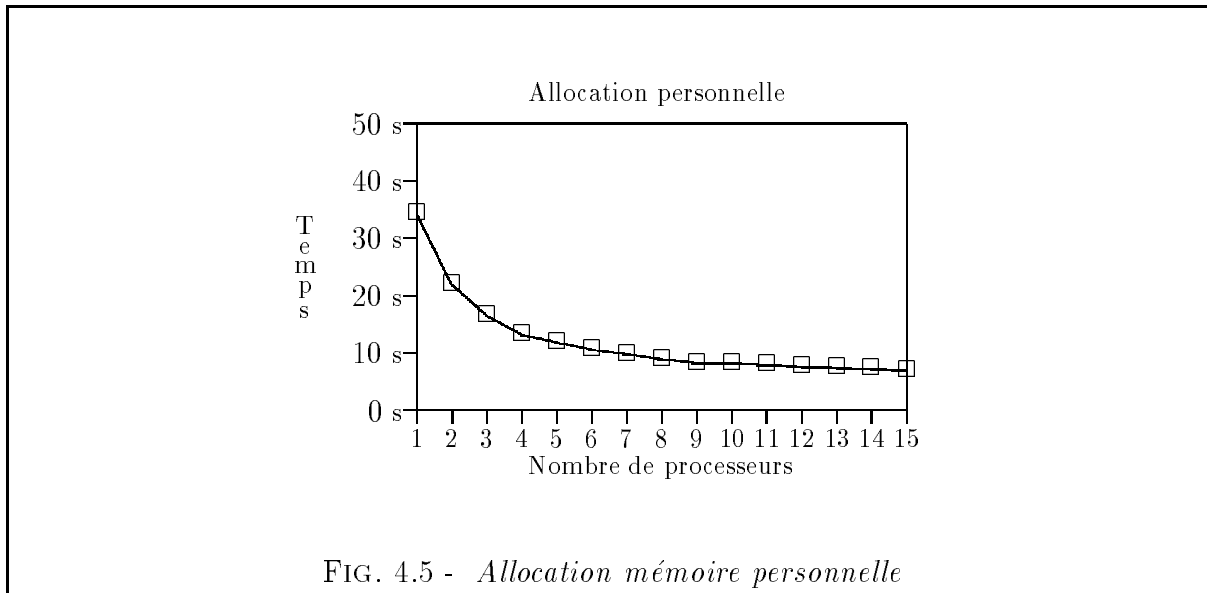 Allocation personnelle
50 s
40 s
30 s
20 s
10 s
0 s
Temps
1 2 3 4 5 6 7 8 9 10 11 12 13 14 15
Nombre de processeurs
FIG. 4.5 - Allocation mémoire personnelle